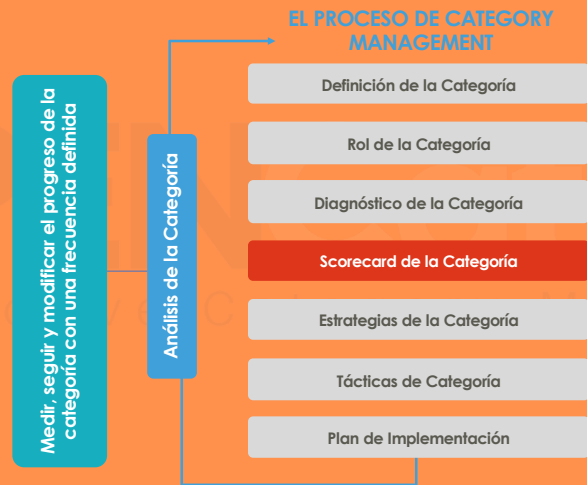 EL PROCESO DE CATEGORY
MANAGEMENT
Medir, seguir y modificar el progreso de la
categoría con una frecuencia definida
Análisis de la Categoría
Definición de la Categoría
Rol de la Categoría
Diagnóstico de la Categoría
Scorecard de la Categoría
Estrategias de la Categoría
Tácticas de Categoría
Plan de Implementación